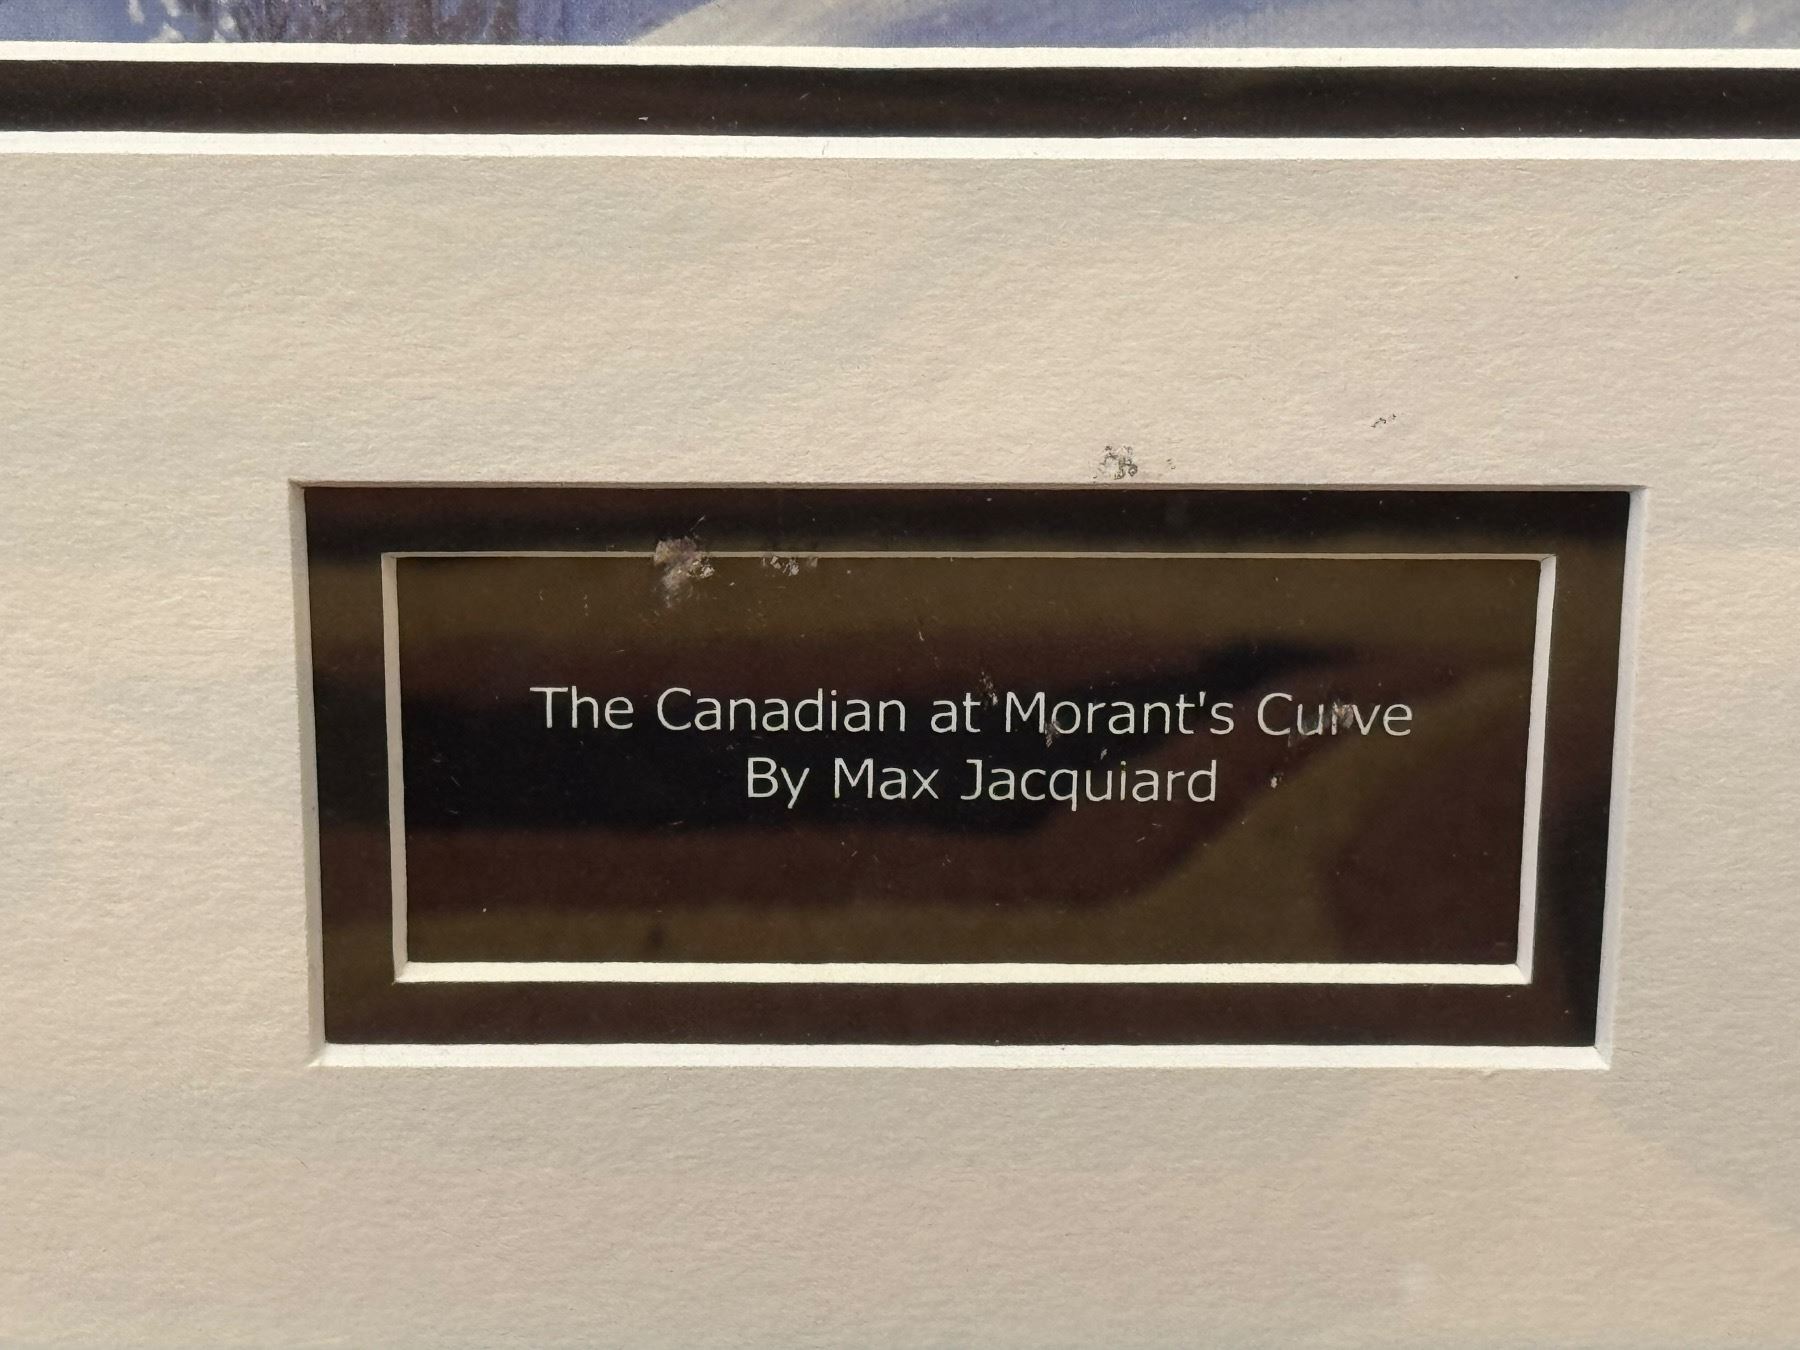 The Canadian at Morant's Curve
By Max Jacquiard